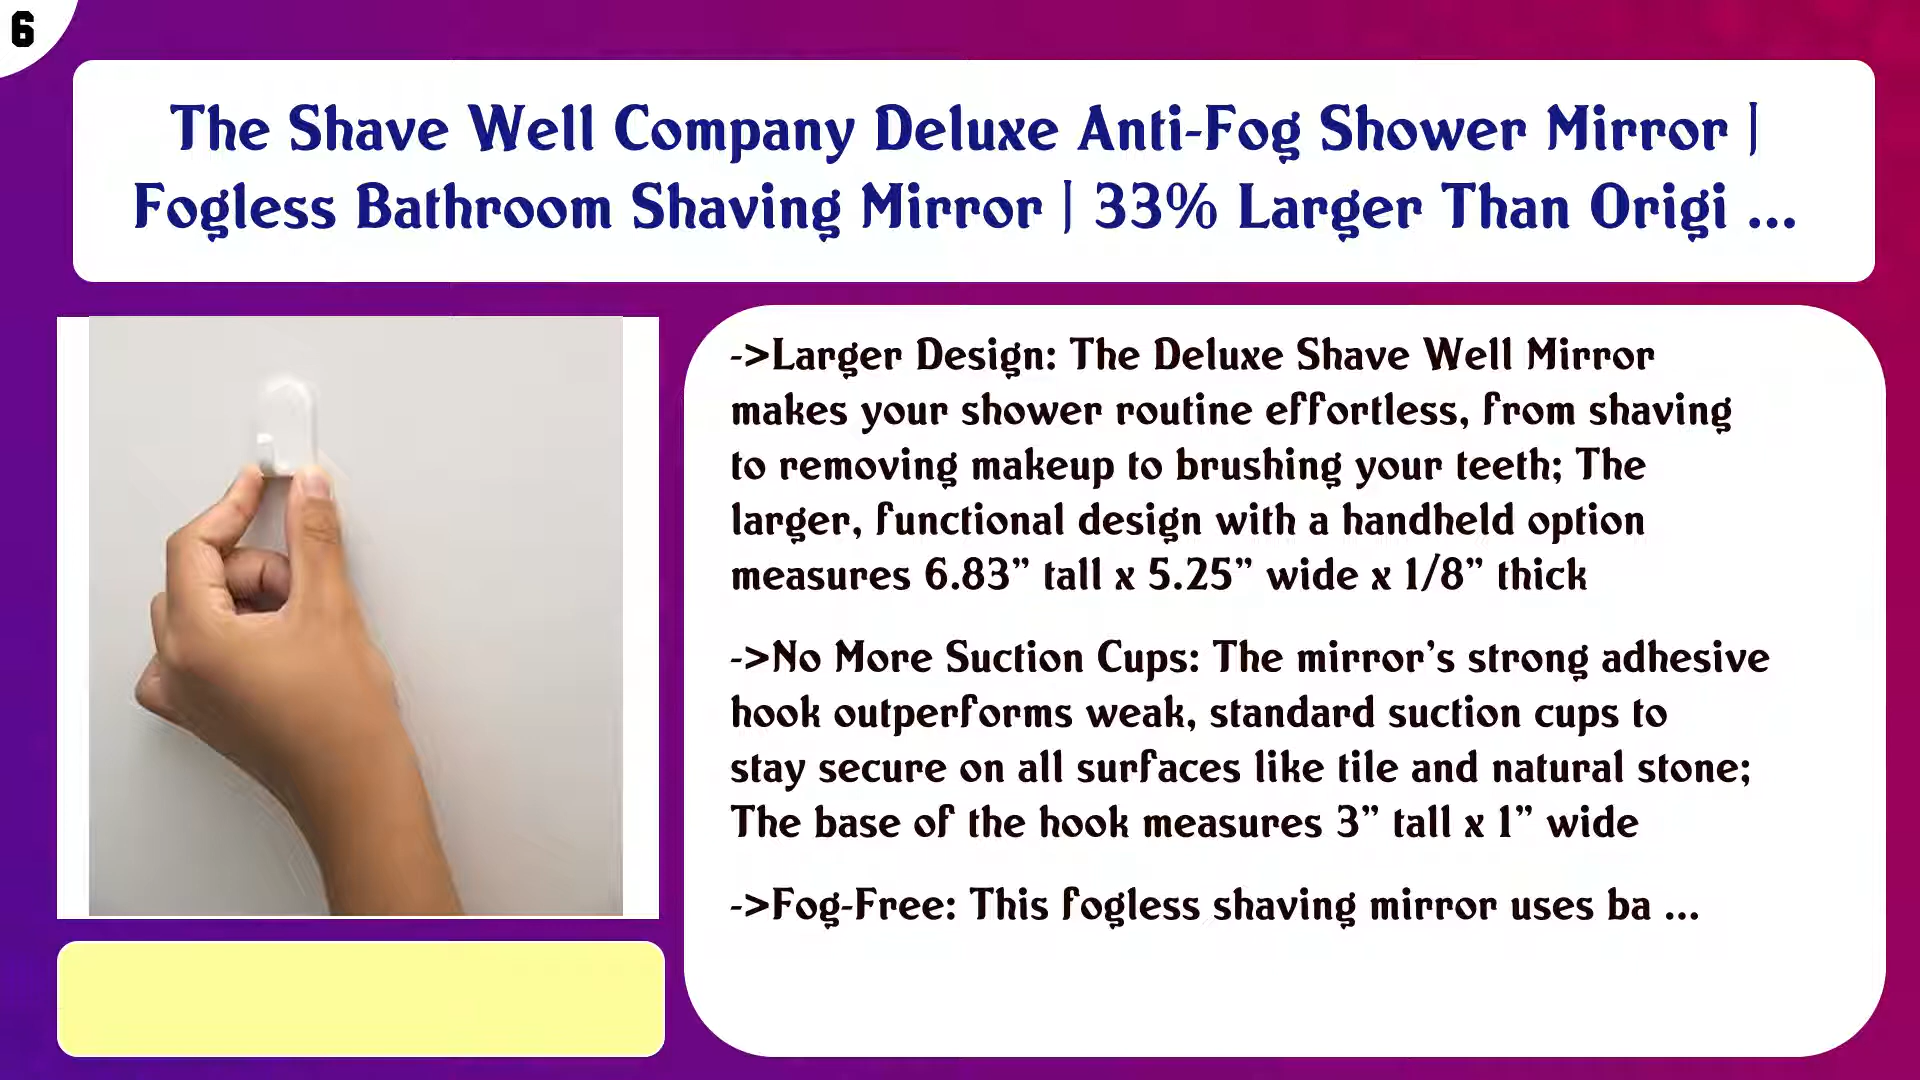 6
The Shave Well Company Deluxe Anti-Fog Shower Mirror |
Fogless Bathroom Shaving Mirror | 33% Larger Than Origi ...
->Larger Design: The Deluxe Shave Well Mirror
makes your shower routine effortless, from shaving
to removing makeup to brushing your teeth; The
larger, functional design with a handheld option
measures 6.83” tall x 5.25” wide x 1/8” thick
->No More Suction Cups: The mirror’s strong adhesive
hook outperforms weak, standard suction cups to
stay secure on all surfaces like tile and natural stone;
The base of the hook measures 3” tall x 1” wide
->Fog-Free: This fogless shaving mirror uses ba ...